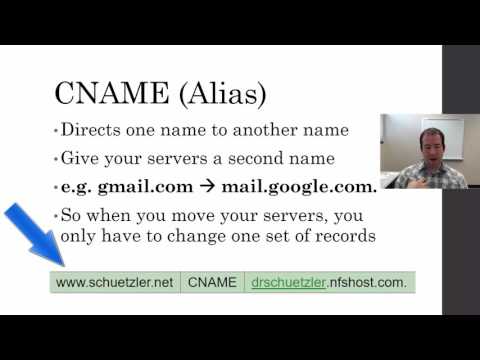 CNAME (Alias)
• Directs one name to another name
• Give your servers a second name
• e.g. gmail.com → mail.google.com.
• So when you move your servers, you
only have to change one set of records
www.schuetzler.net CNAME drschuetzler.nfshost.com.